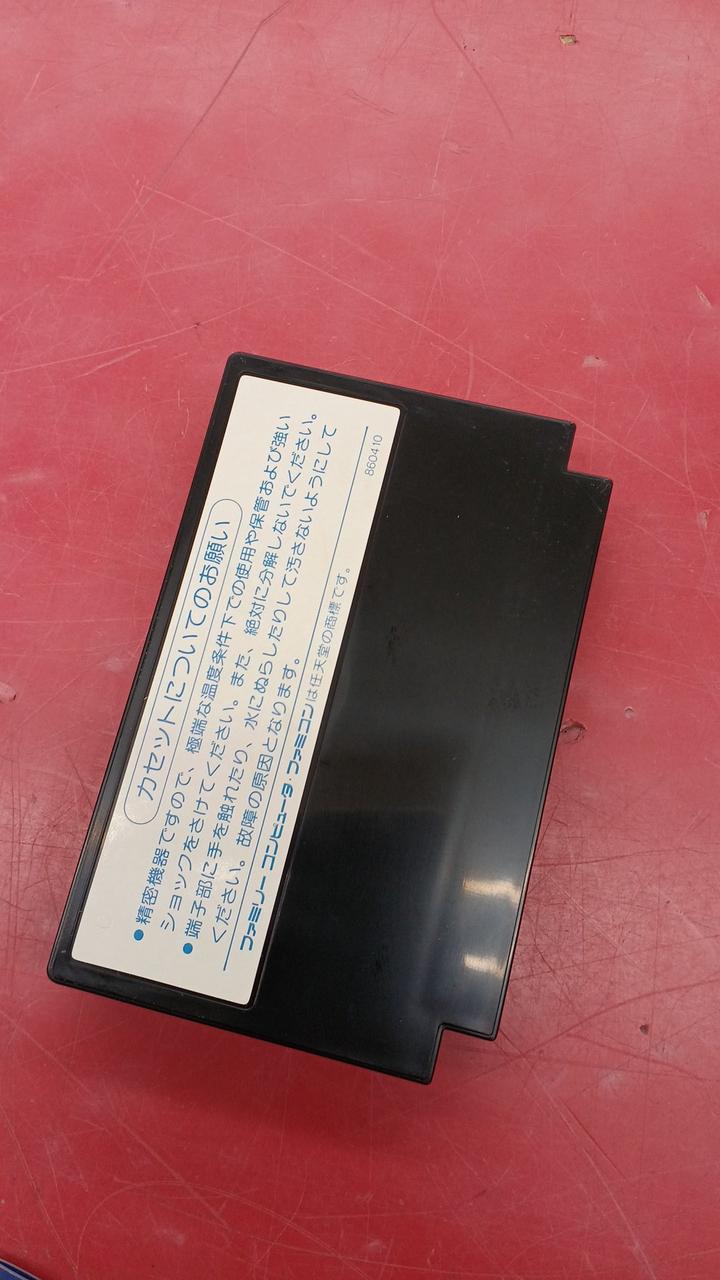 カセットについてのお願い
●精密機器ですので、極端な温度条件下での使用や保管および強い
ショックをさけてください。また、絶対に分解しないでください。
●端子部に手を触れたり、水にぬらしたりして汚さないようにして
ください。故障の原因となります。
ファミリー コンピュータ・ファミコンは任天堂の商標です。
860410